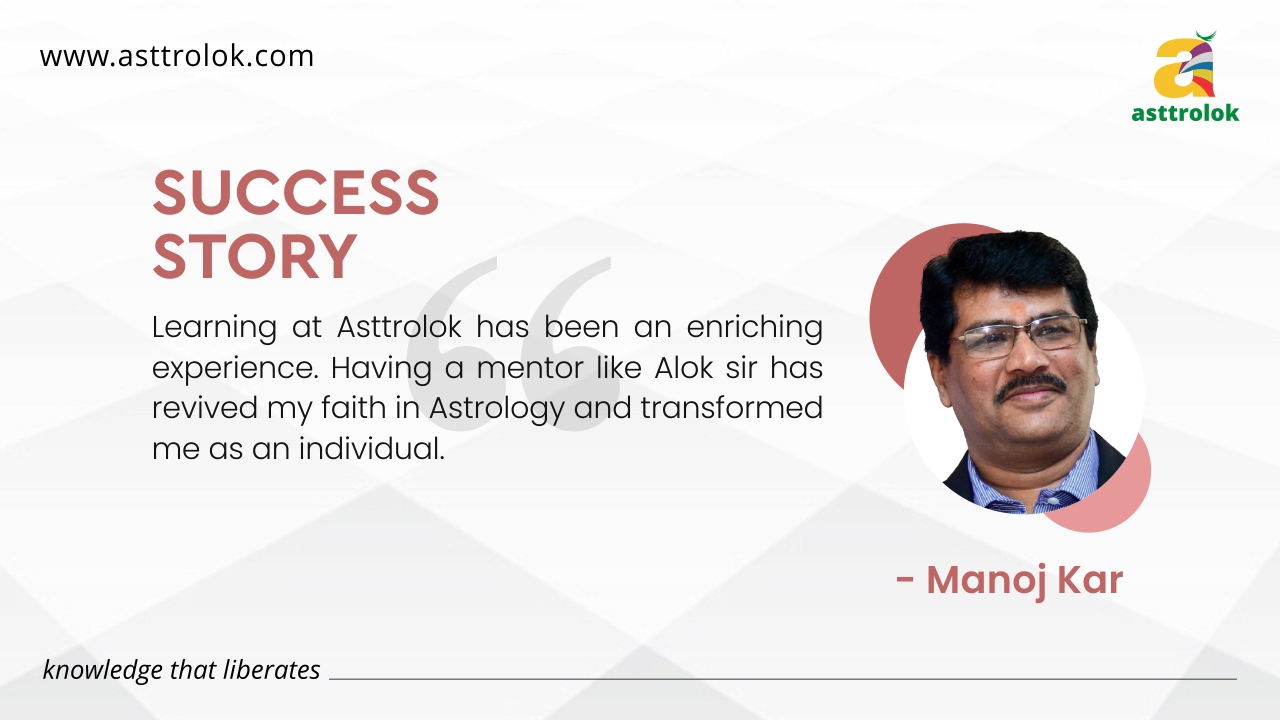 www.asttrolok.com
asttrolok
SUCCESS
STORY
Learning at Asttrolok has been an enriching
experience. Having a mentor like Alok sir has
revived my faith in Astrology and transformed
me as an individual.
- Manoj Kar
knowledge that liberates